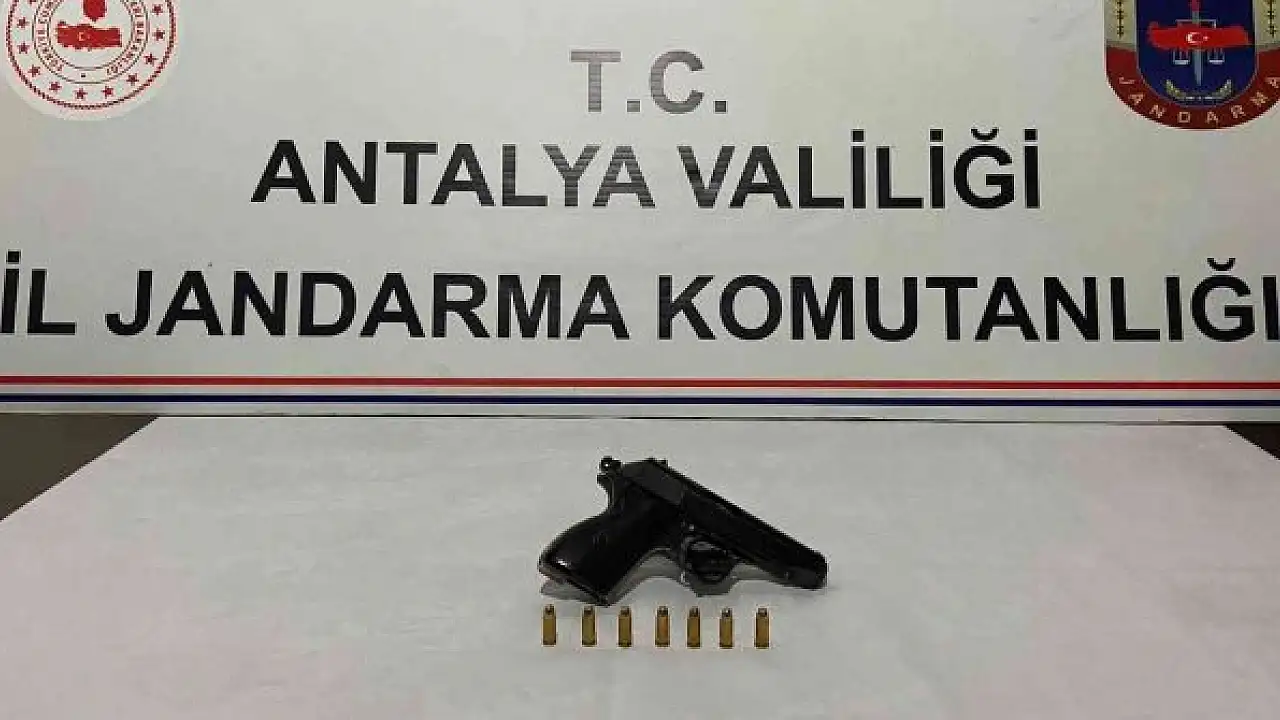 T.C.
ANTALYA VALİLİĞİ
İL JANDARMA KOMUTANLIĞI
JANDARMA